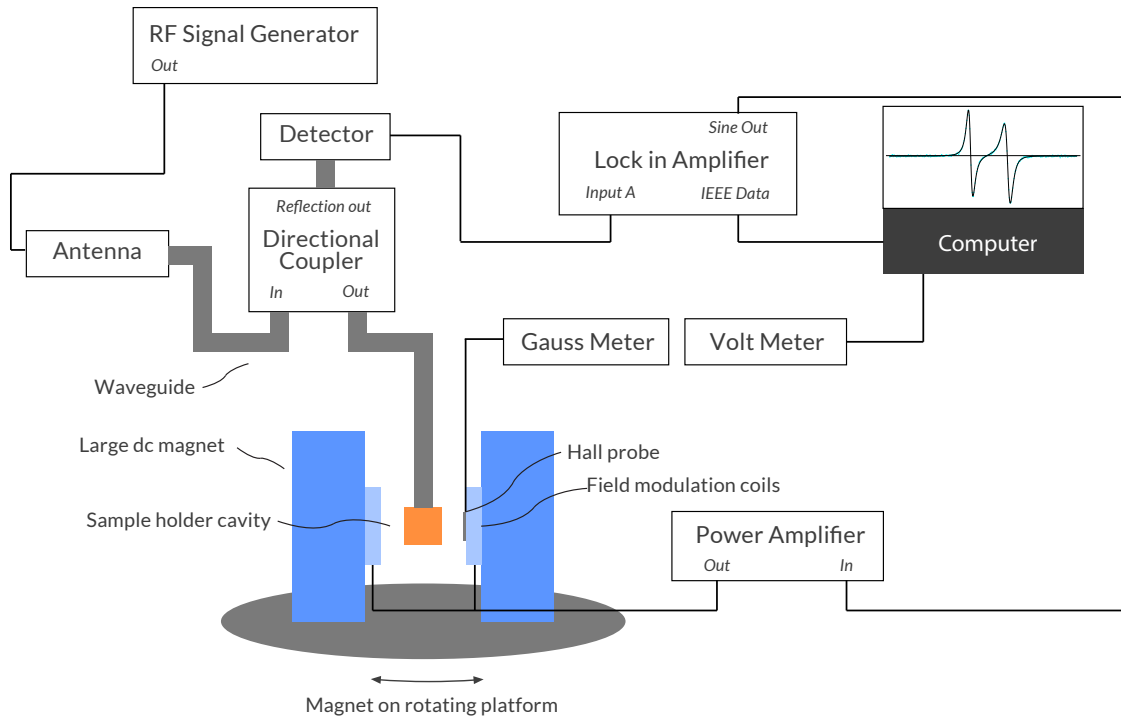 RF Signal Generator
Out
Detector
Sine Out
Lock in Amplifier
Input A
IEEE Data
Reflection out
Directional
Coupler
In
Out
Antenna
Computer
Gauss Meter
Volt Meter
Waveguide
Large dc magnet
Hall probe
Field modulation coils
Sample holder cavity
Power Amplifier
Out
In
Magnet on rotating platform